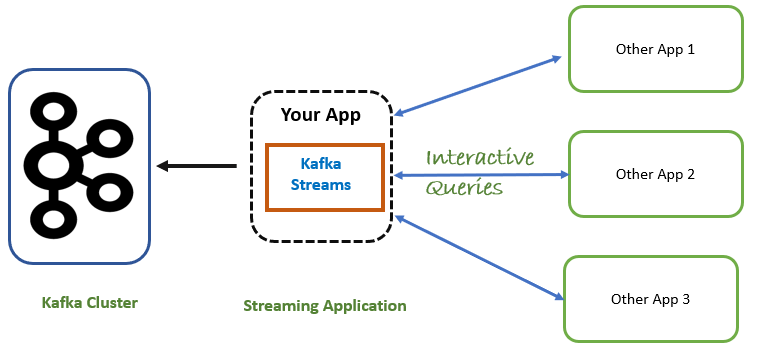 Other App 1
Your App
Kafka
Streams
Interactive
Queries
Other App 2
Other App 3
Kafka Cluster
Streaming Application